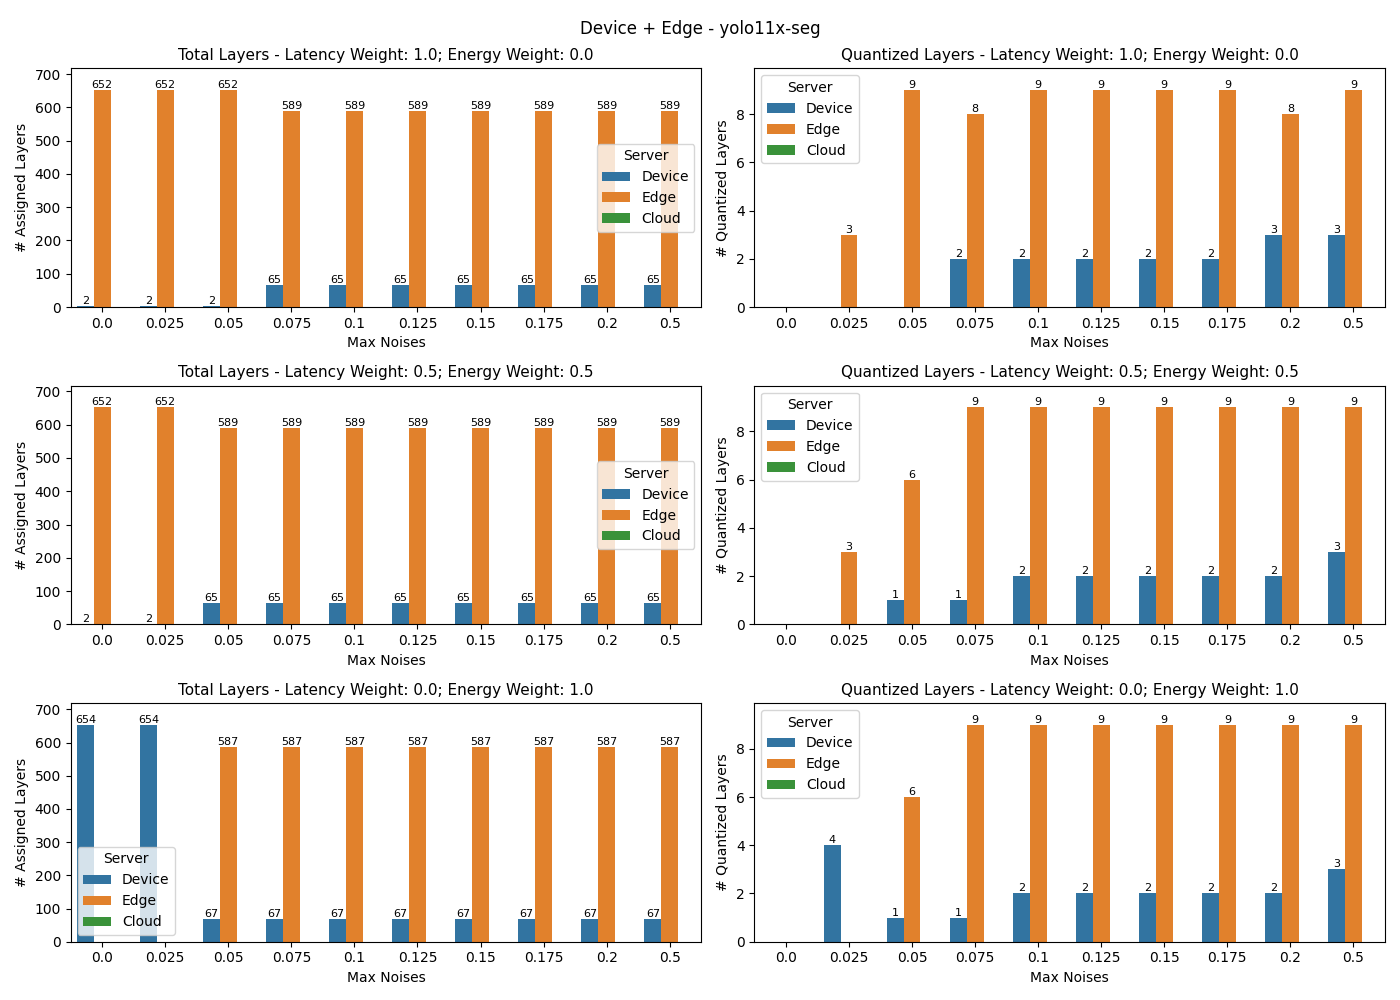 Device + Edge - yolo11x-seg
Total Layers - Latency Weight: 1.0; Energy Weight: 0.0
# Assigned Layers
700
600
500
400
300
200
100
0
652 652 652 589 589 589 589 589 589 589
2 2 2 65 65 65 65 65 65 65
Server
Device
Edge
Cloud
0.0 0.025 0.05 0.075 0.1 0.125 0.15 0.175 0.2 0.5
Max Noises
Quantized Layers - Latency Weight: 1.0; Energy Weight: 0.0
# Quantized Layers
8
6
4
2
0
Server
Device
Edge
Cloud
3 9 2 8 2 9 2 9 2 9 2 9 3 8 3 9
0.0 0.025 0.05 0.075 0.1 0.125 0.15 0.175 0.2 0.5
Max Noises
Total Layers - Latency Weight: 0.5; Energy Weight: 0.5
# Assigned Layers
700
600
500
400
300
200
100
0
652 652 589 589 589 589 589 589 589 589
2 2 65 65 65 65 65 65 65 65
Server
Device
Edge
Cloud
0.0 0.025 0.05 0.075 0.1 0.125 0.15 0.175 0.2 0.5
Max Noises
Quantized Layers - Latency Weight: 0.5; Energy Weight: 0.5
# Quantized Layers
8
6
4
2
0
Server
Device
Edge
Cloud
3 1 6 1 9 2 9 2 9 2 9 2 9 2 9 3 9
0.0 0.025 0.05 0.075 0.1 0.125 0.15 0.175 0.2 0.5
Max Noises
Total Layers - Latency Weight: 0.0; Energy Weight: 1.0
# Assigned Layers
700
600
500
400
300
200
100
0
654 654 587 587 587 587 587 587 587 587
67 67 67 67 67 67 67 67
Server
Device
Edge
Cloud
0.0 0.025 0.05 0.075 0.1 0.125 0.15 0.175 0.2 0.5
Max Noises
Quantized Layers - Latency Weight: 0.0; Energy Weight: 1.0
# Quantized Layers
8
6
4
2
0
Server
Device
Edge
Cloud
4 1 6 1 9 2 9 2 9 2 9 2 9 2 9 3 9
0.0 0.025 0.05 0.075 0.1 0.125 0.15 0.175 0.2 0.5
Max Noises